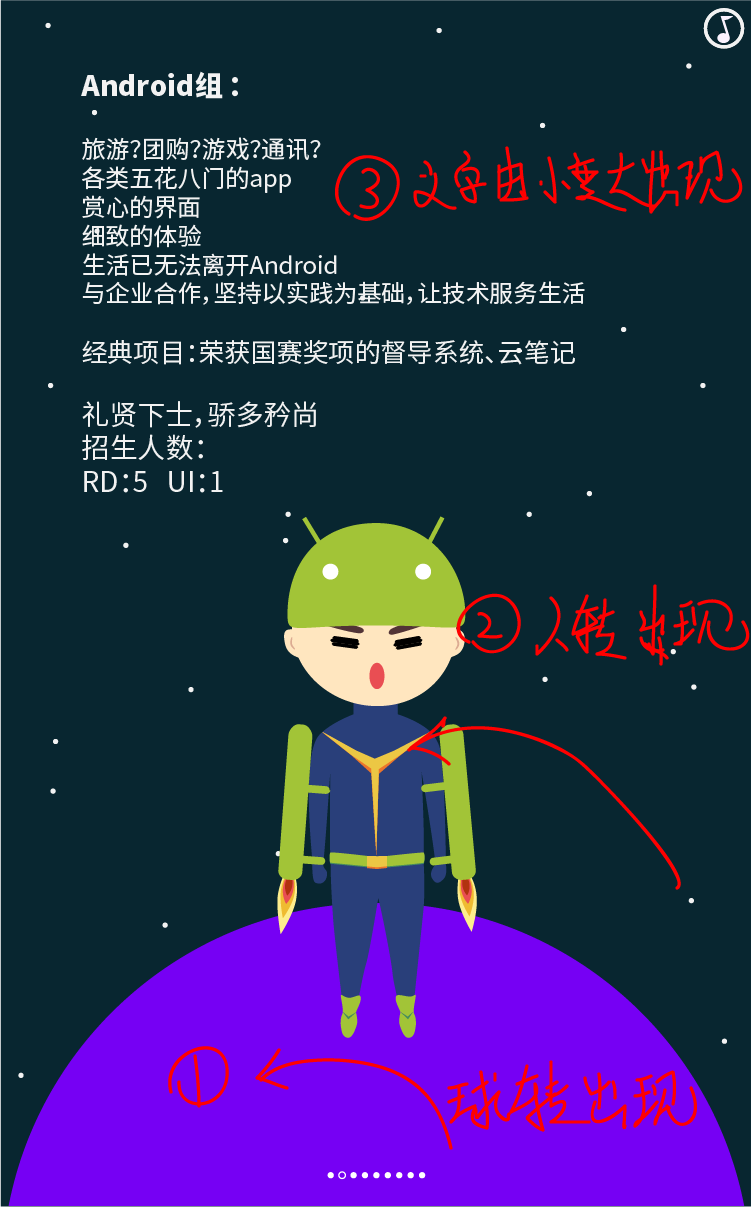 Android组：
旅游？团购？游戏？通讯？
各类五花八门的app
赏心的界面
③文字由小变大出现
细致的体验
生活已无法离开Android
与企业合作，坚持以实践为基础，让技术服务生活
经典项目：荣获国赛奖项的督导系统、云笔记
礼贤下士，骄多矜尚
招生人数：
RD：5 UI：1
②人转出现
①
球转出现